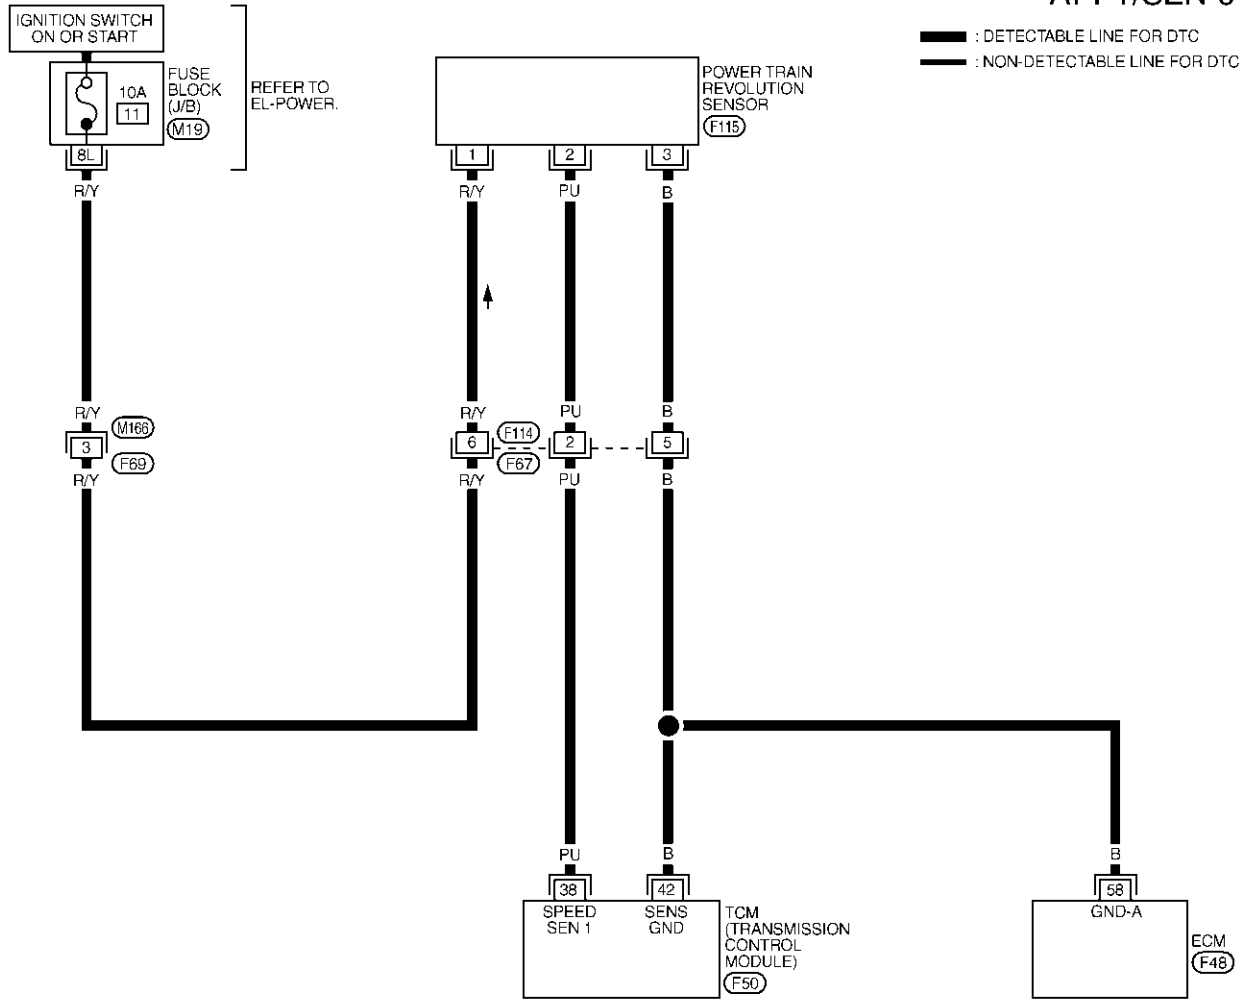 IGNITION SWITCH
ON OR START
10A
11
FUSE
BLOCK
(J/B)
M19
8L
REFER TO
EL-POWER.
POWER TRAIN
REVOLUTION
SENSOR
F115
: DETECTABLE LINE FOR DTC
: NON-DETECTABLE LINE FOR DTC
1
2
3
R/Y
R/Y
PU
B
R/Y
R/Y
PU
B
3
M166
F69
6
F114
F67
2
5
R/Y
R/Y
PU
B
PU
B
B
38
42
58
SPEED
SEN 1
SENS
GND
TCM
(TRANSMISSION
CONTROL
MODULE)
F50
GND-A
ECM
F48